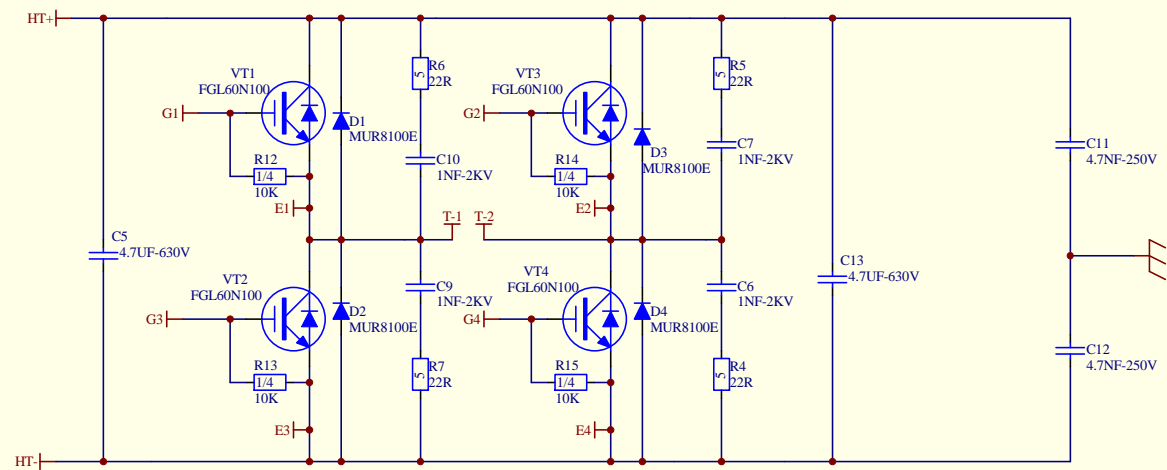 HT+
VT1
FGL60N100
G1
R12
1/4
10K
E1
D1
MUR8100E
R6
5
22R
C10
1NF-2KV
T-1
T-2
VT3
FGL60N100
G2
R14
1/4
10K
E2
D3
MUR8100E
R5
5
22R
C7
1NF-2KV
C11
4.7NF-250V
C5
4.7UF-630V
C13
4.7UF-630V
VT2
FGL60N100
G3
R13
1/4
10K
E3
D2
MUR8100E
C9
1NF-2KV
R7
5
22R
VT4
FGL60N100
G4
R15
1/4
10K
E4
D4
MUR8100E
C6
1NF-2KV
R4
5
22R
C12
4.7NF-250V
HT-